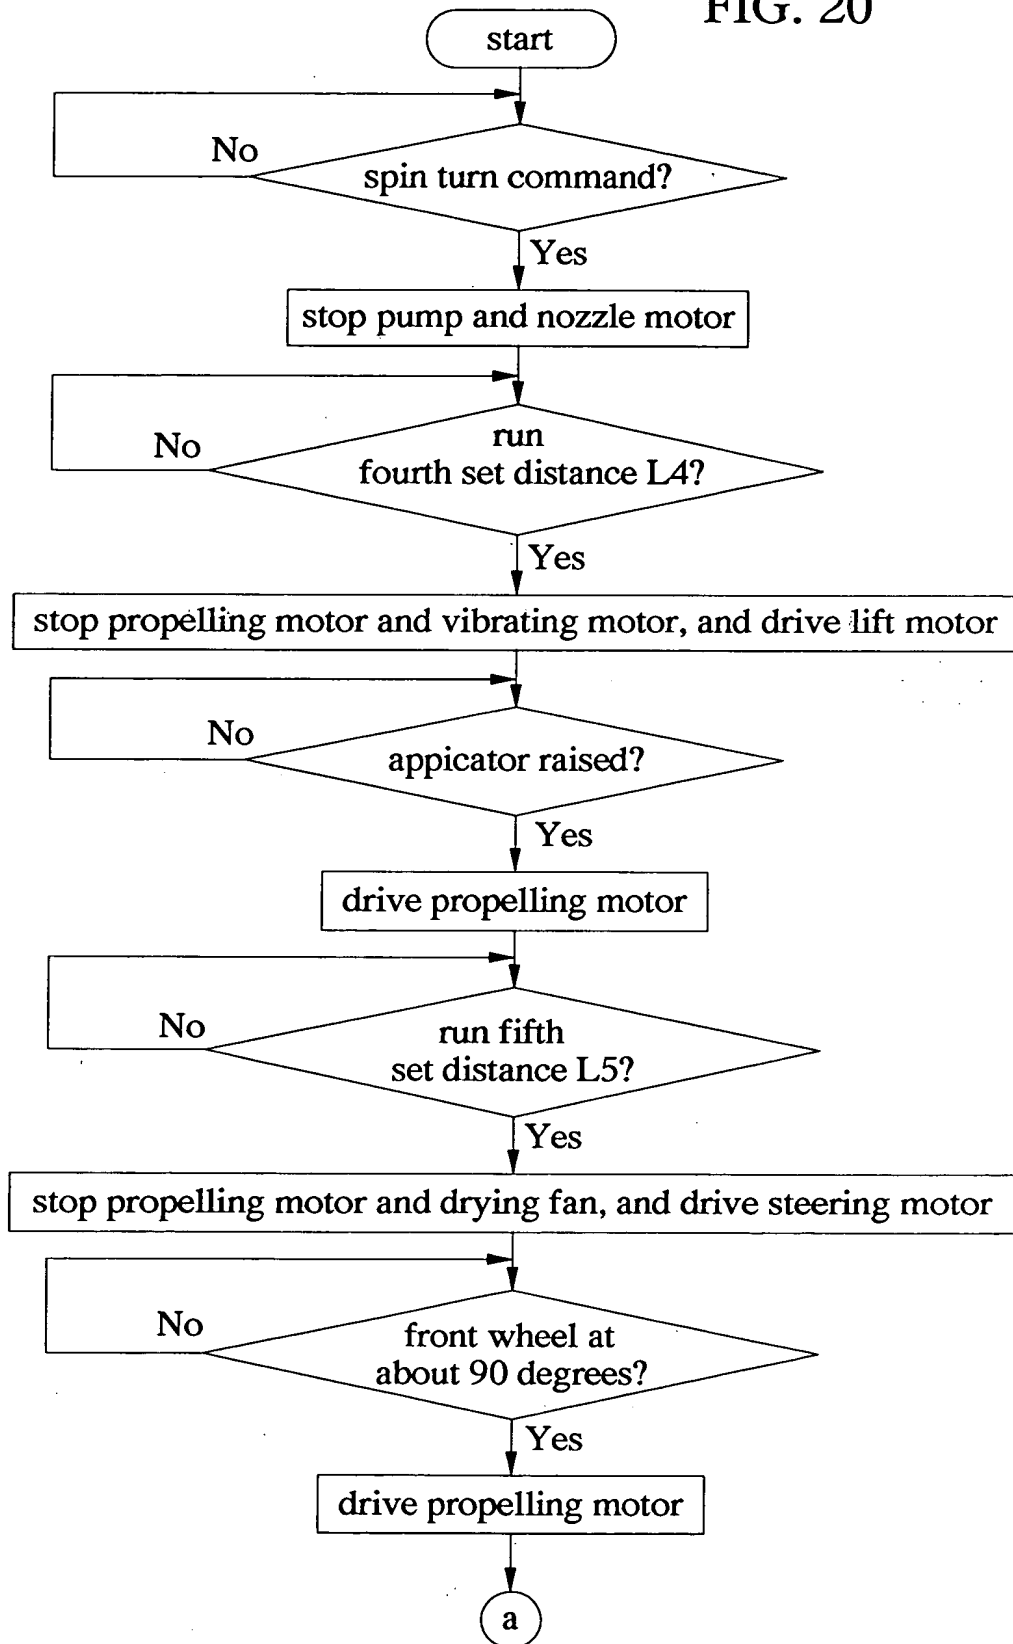 FIG. 20
start
No
spin turn command?
Yes
stop pump and nozzle motor
run
No
fourth set distance L4?
Yes
stop propelling motor and vibrating motor, and drive lift motor
No
appicator raised?
Yes
drive propelling motor
No
run fifth
set distance L5?
Yes
stop propelling motor and drying fan, and drive steering motor
No
front wheel at
about 90 degrees?
Yes
drive propelling motor
a